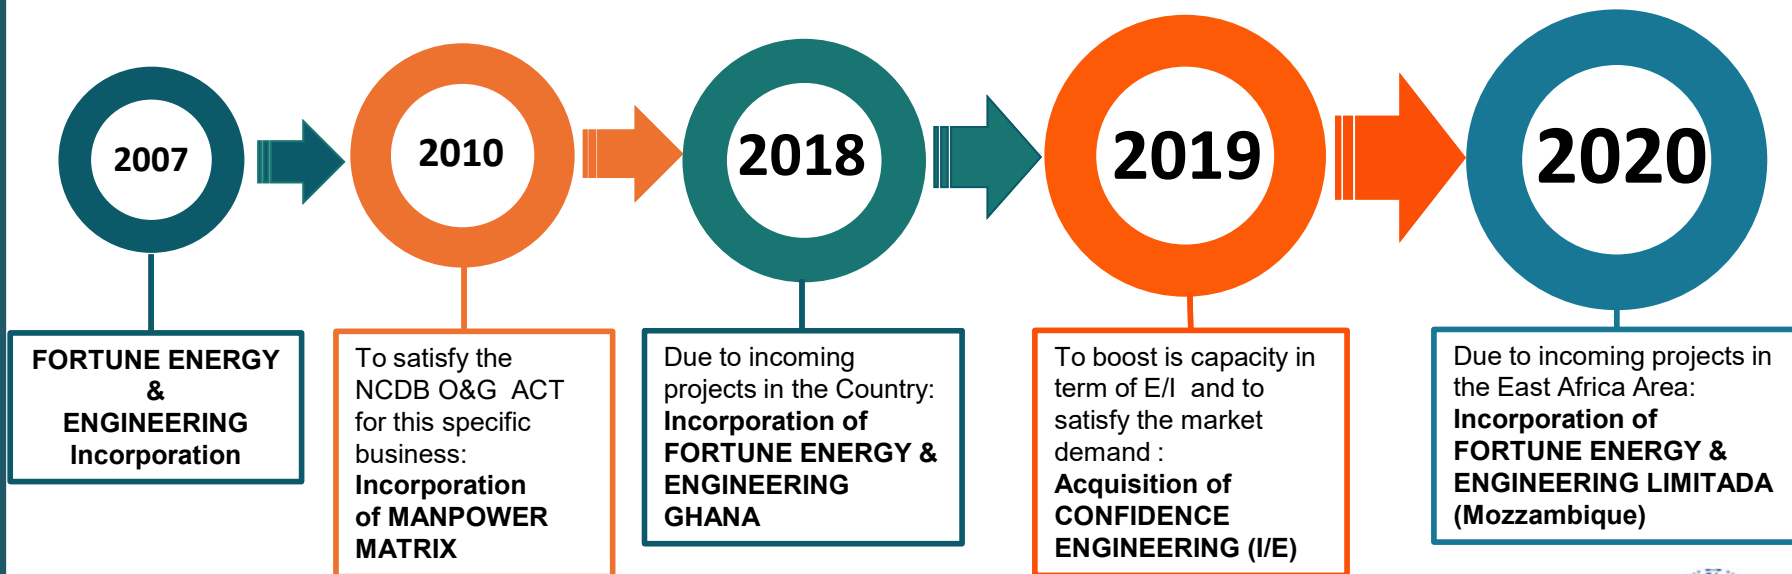 2007
2010
2018
2019
2020
FORTUNE ENERGY
&
ENGINEERING
Incorporation
To satisfy the
NCDB O&G ACT
for this specific
business:
Incorporation
of MANPOWER
MATRIX
Due to incoming
projects in the Country:
Incorporation of
FORTUNE ENERGY &
ENGINEERING
GHANA
To boost is capacity in
term of E/I and to
satisfy the market
demand :
Acquisition of
CONFIDENCE
ENGINEERING (I/E)
Due to incoming projects in
the East Africa Area:
Incorporation of
FORTUNE ENERGY &
ENGINEERING LIMITADA
(Mozzambique)